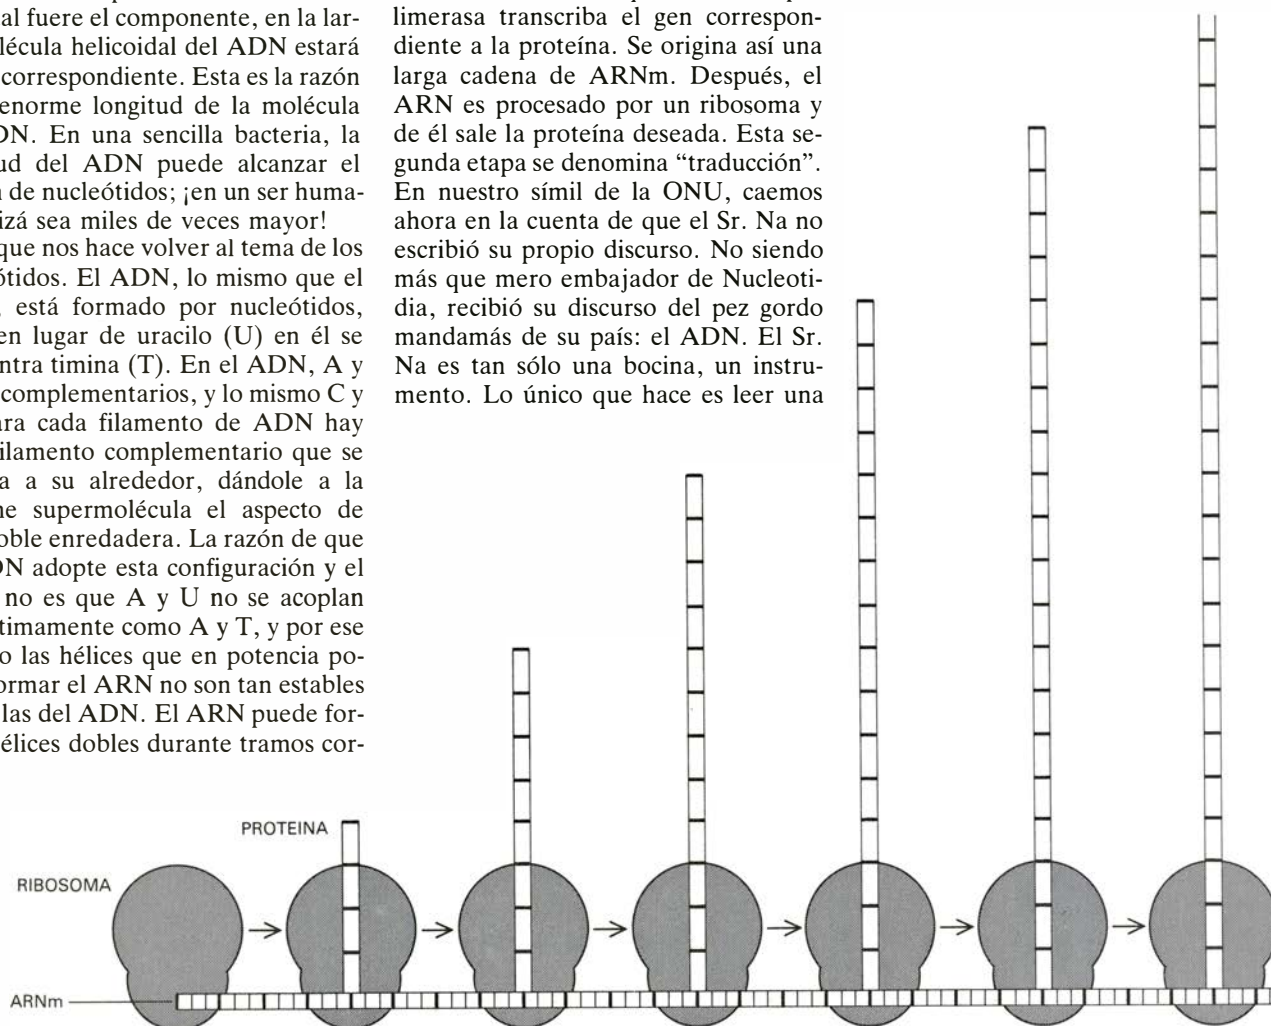 al fuere el componente, en la lar-
lécula helicoidal del ADN estará
correspondiente. Esta es la razón
enorme longitud de la molécula
DN. En una sencilla bacteria, la
ud del ADN puede alcanzar el
de nucleótidos; ¡en un ser huma-
izá sea miles de veces mayor!
que nos hace volver al tema de los
ótidos. El ADN, lo mismo que el
está formado por nucleótidos,
en lugar de uracilo (U) en él se
ntra timina (T). En el ADN, A y
complementarios, y lo mismo C y
ara cada filamento de ADN hay
ilamento complementario que se
a a su alrededor, dándole a la
ne supermolécula el aspecto de
oble enredadera. La razón de que
DN adopte esta configuración y el
no es que A y U no se acoplan
timamente como A y T, y por ese
o las hélices que en potencia po-
ormar el ARN no son tan estables
las del ADN. El ARN puede for-
élices dobles durante tramos cor-
limerasa transcriba el gen correspon-
diente a la proteína. Se origina así una
larga cadena de ARNm. Después, el
ARN es procesado por un ribosoma y
de él sale la proteína deseada. Esta se-
gunda etapa se denomina “traducción”.
En nuestro símil de la ONU, caemos
ahora en la cuenta de que el Sr. Na no
escribió su propio discurso. No siendo
más que mero embajador de Nucleoti-
dia, recibió su discurso del pez gordo
mandamás de su país: el ADN. El Sr.
Na es tan sólo una bocina, un instru-
mento. Lo único que hace es leer una
PROTEINA
RIBOSOMA
ARNm